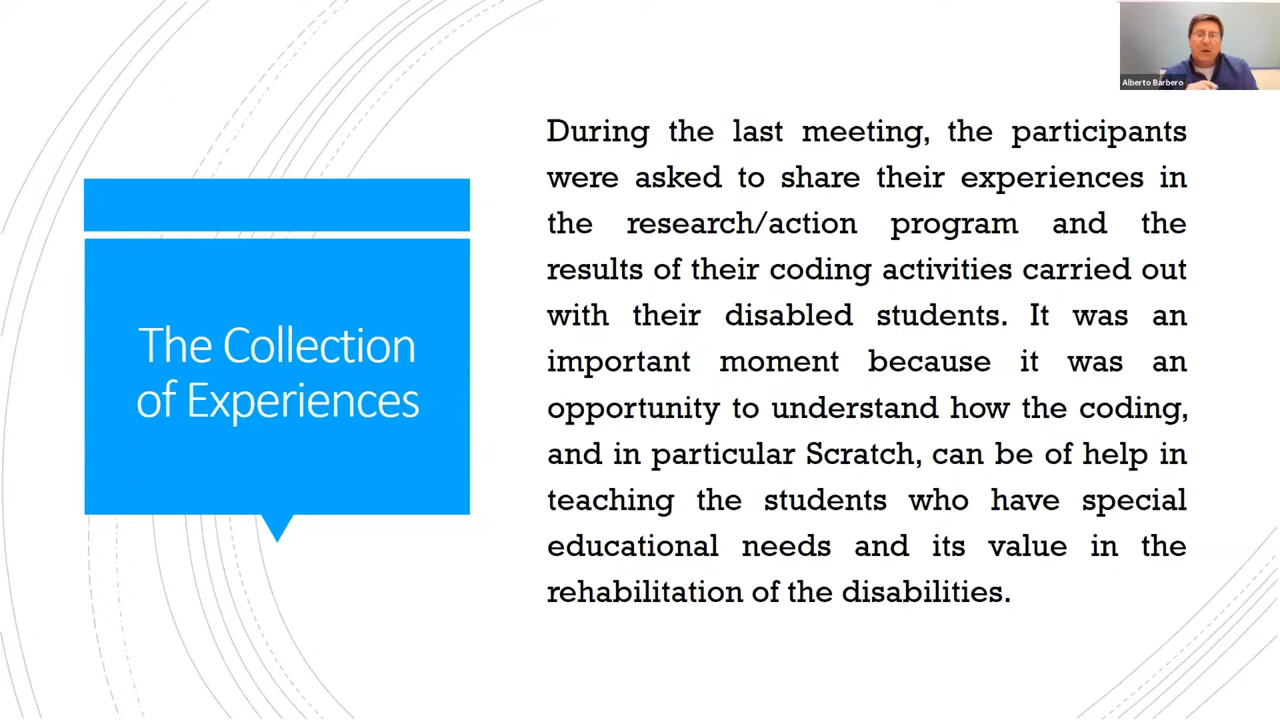 Alberto Barbero
The Collection
of Experiences
During the last meeting, the participants
were asked to share their experiences in
the research/action program and the
results of their coding activities carried out
with their disabled students. It was an
important moment because it was an
opportunity to understand how the coding,
and in particular Scratch, can be of help in
teaching the students who have special
educational needs and its value in the
rehabilitation of the disabilities.